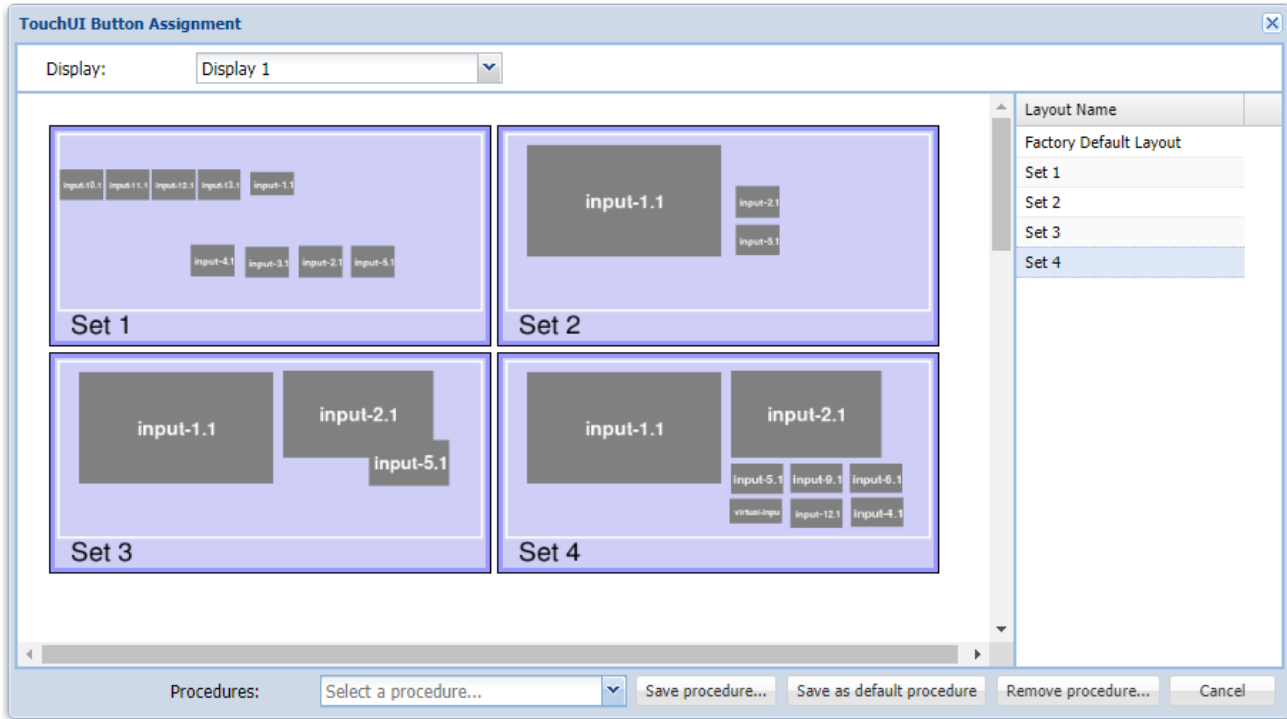 TouchUI Button Assignment
Display: Display 1
Layout Name
Factory Default Layout
Set 1
Set 2
Set 3
Set 4
input-10.1 input-11.1 input-12.1 input-13.1 input-1.1
input-4.1 input-3.1 input-2.1 input-5.1
Set 1
input-1.1
input-2.1
input-5.1
Set 2
input-1.1
input-2.1
input-5.1
Set 3
input-1.1
input-2.1
input-5.1 input-9.1 input-6.1
virtual-inpu input-12.1 input-4.1
Set 4
Procedures: Select a procedure... Save procedure... Save as default procedure Remove procedure... Cancel